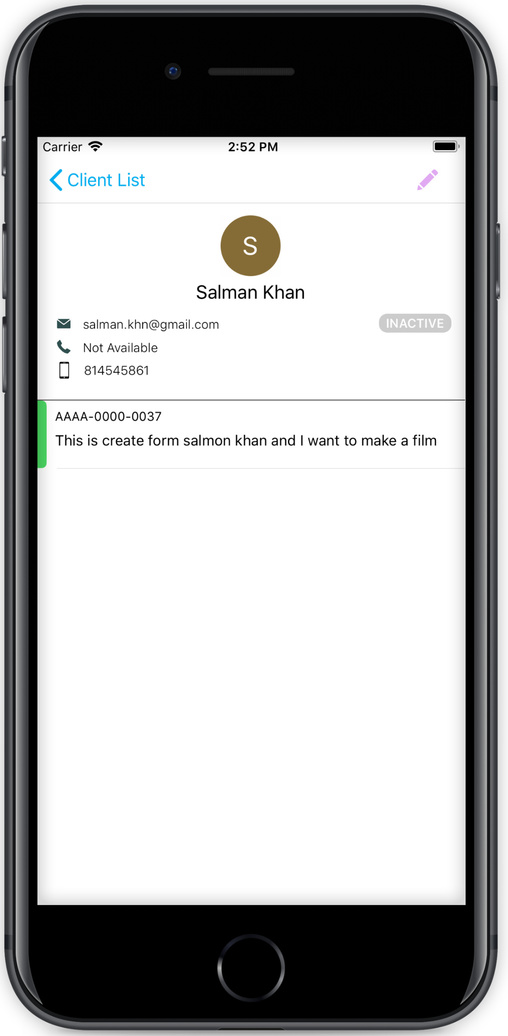 Carrier 2:52 PM
Client List
S
Salman Khan
salman.khn@gmail.com INACTIVE
Not Available
814545861
AAAA-0000-0037
This is create form salmon khan and I want to make a film